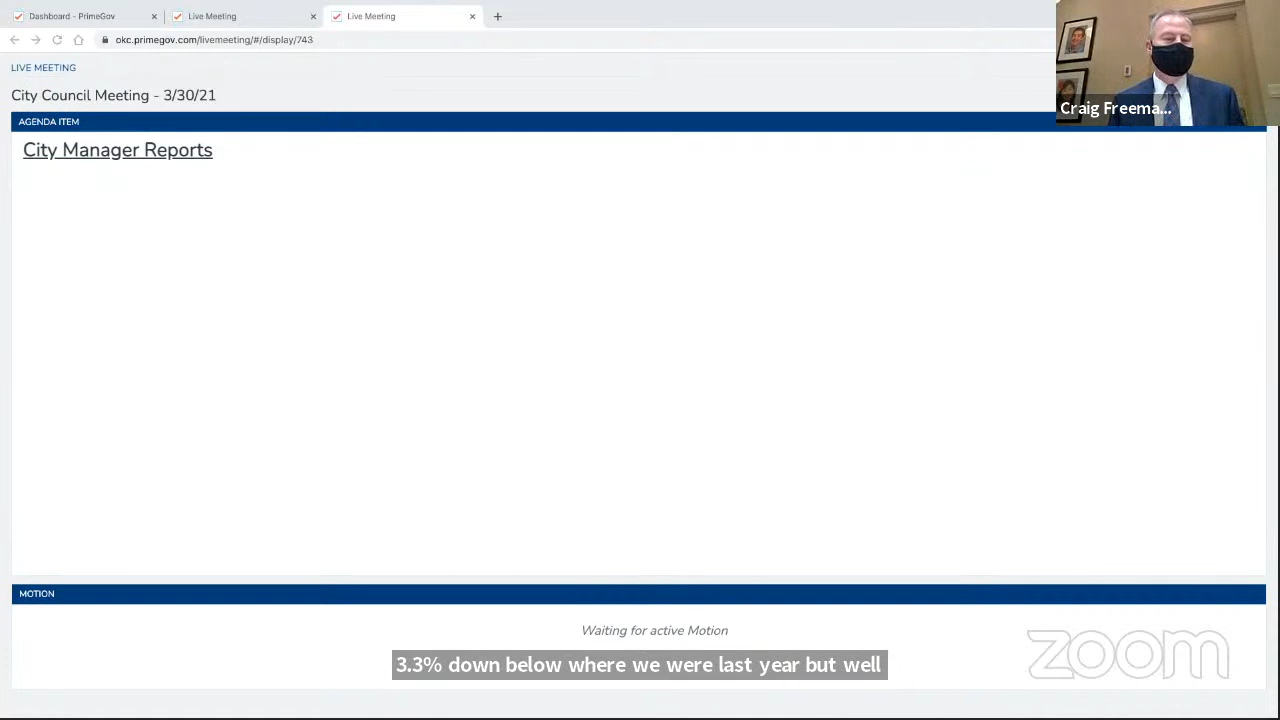 Dashboard - PrimeGov
Live Meeting
Live Meeting
okc.primegov.com/livemeeting/#/display/743
LIVE MEETING
City Council Meeting - 3/30/21
Craig Freema...
AGENDA ITEM
City Manager Reports
MOTION
Waiting for active Motion
3.3% down below where we were last year but well
zoom